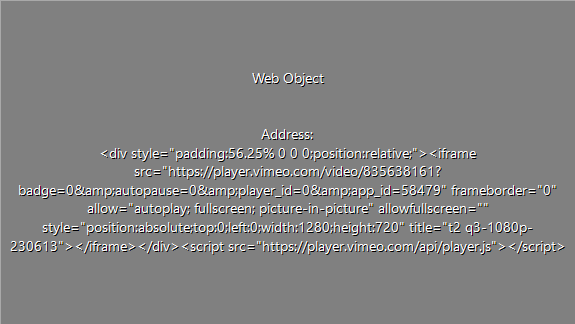 Web Object
Address:
<div style="padding:56.25% 0 0 0;position:relative;"><iframe
src="https://player.vimeo.com/video/835638161?
badge=0&amp;autopause=0&amp;player_id=0&amp;app_id=58479" frameborder="0"
allow="autoplay; fullscreen; picture-in-picture" allowfullscreen=""
style="position:absolute;top:0;left:0;width:1280;height:720" title="t2 q3-1080p-
230613"></iframe></div><script src="https://player.vimeo.com/api/player.js"></script>